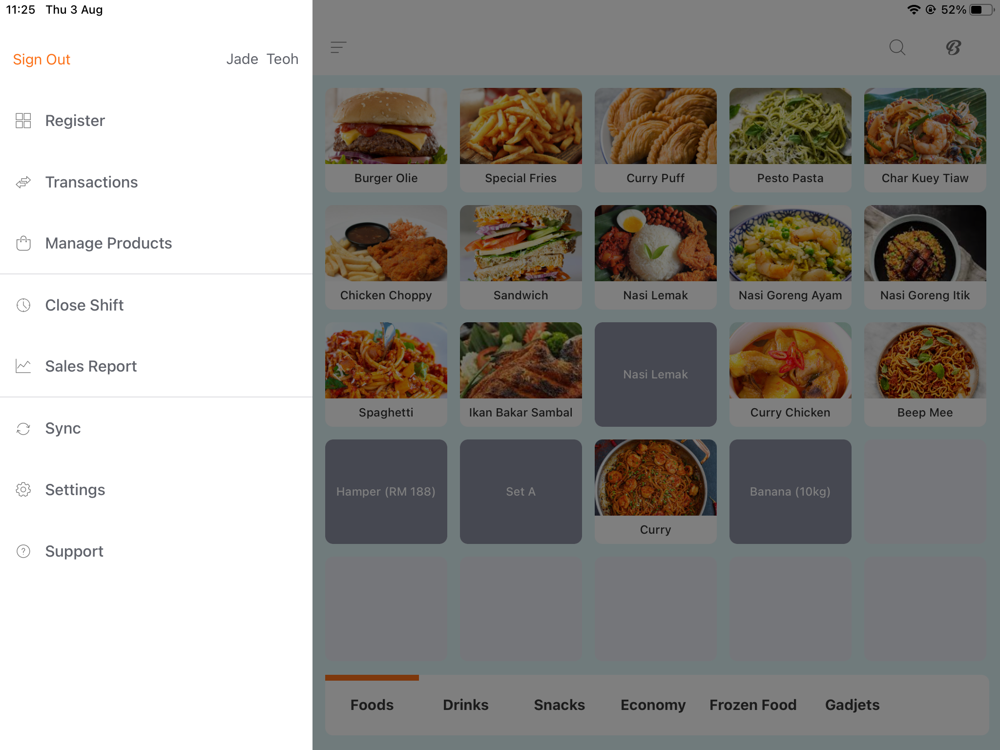 11:25 Thu 3 Aug
52%
Sign Out
Jade Teoh
Register
Transactions
Manage Products
Close Shift
Sales Report
Sync
Settings
? Support
B
Burger Olie
Special Fries
Curry Puff
Pesto Pasta
Char Kuey Tiaw
Chicken Choppy
Sandwich
Nasi Lemak
Nasi Goreng Ayam
Nasi Goreng Itik
Spaghetti
Ikan Bakar Sambal
Nasi Lemak
Curry Chicken
Beep Mee
Hamper (RM 188)
Set A
Curry
Banana (10kg)
Foods
Drinks
Snacks
Economy
Frozen Food
Gadjets